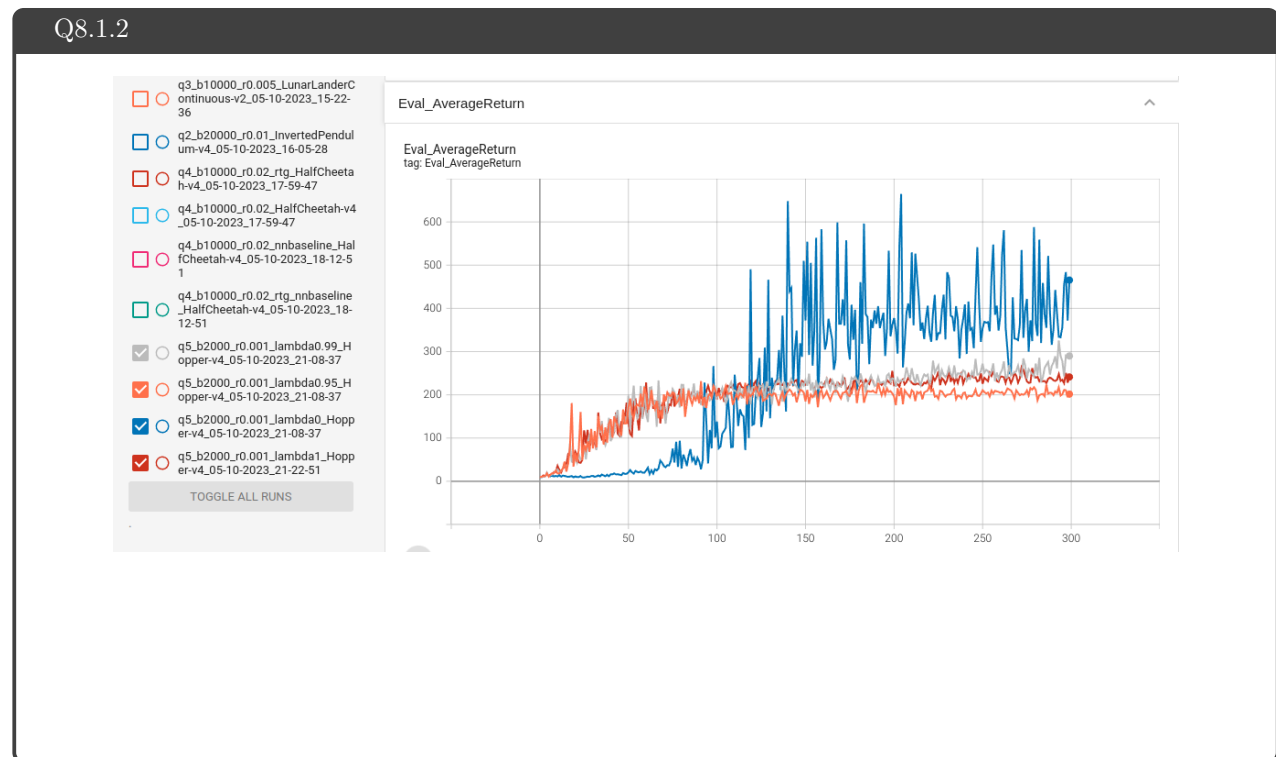 Q8.1.2
q3_b10000_r0.005_LunarLanderC
ontinuous-v2_05-10-2023_15-22-
36
q2_b20000_r0.01_InvertedPendul
um-v4_05-10-2023_16-05-28
q4_b10000_r0.02_rtg_HalfCheeta
h-v4_05-10-2023_17-59-47
q4_b10000_r0.02_HalfCheetah-v4
_05-10-2023_17-59-47
q4_b10000_r0.02_nnbaseline_Hal
fCheetah-v4_05-10-2023_18-12-5
1
q4_b10000_r0.02_rtg_nnbaseline
_HalfCheetah-v4_05-10-2023_18-
12-51
q5_b2000_r0.001_lambda0.99_H
opper-v4_05-10-2023_21-08-37
q5_b2000_r0.001_lambda0.95_H
opper-v4_05-10-2023_21-08-37
q5_b2000_r0.001_lambda0_Hopp
er-v4_05-10-2023_21-08-37
q5_b2000_r0.001_lambda1_Hopp
er-v4_05-10-2023_21-22-51
TOGGLE ALL RUNS
.
Eval_AverageReturn
Eval_AverageReturn
tag: Eval_AverageReturn
600
500
400
300
200
100
0
0 50 100 150 200 250 300